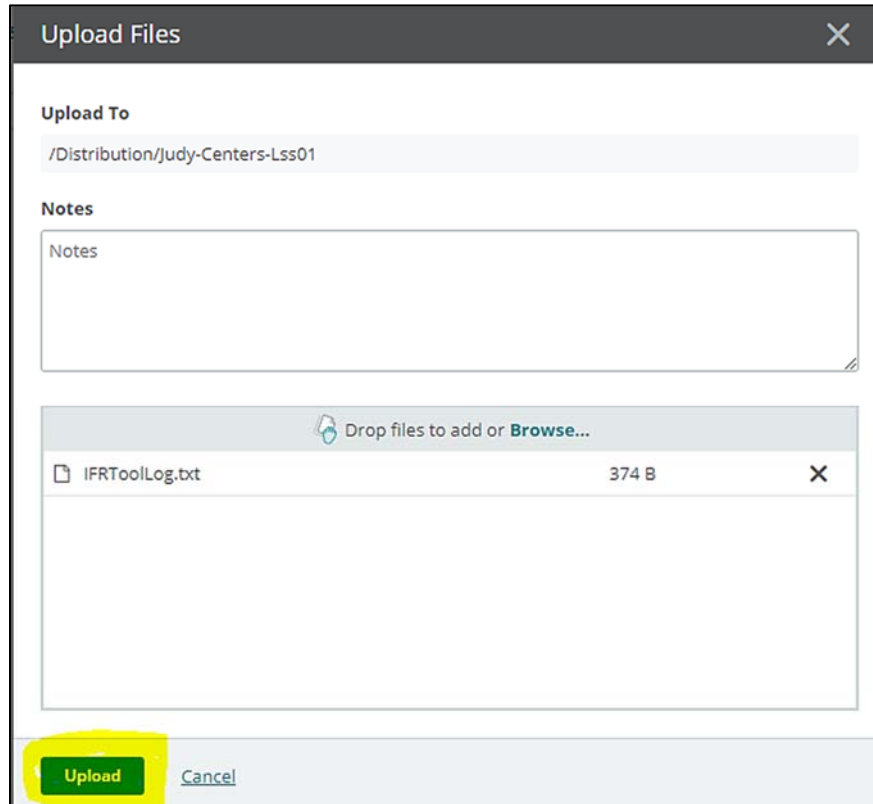 Upload Files
Upload To
/Distribution/Judy-Centers-Lss01
Notes
Notes
Drop files to add or Browse...
IFRToolLog.txt 374 B
Upload Cancel